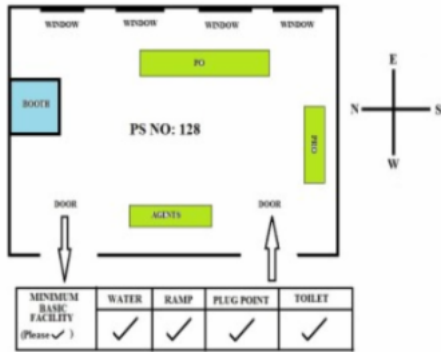 WINDOW WINDOW WINDOW WINDOW
PO
BOOTH
E
N S
W
PS NO: 128
PRO
AGENTS
DOOR DOOR
MINIMUM BASIC FACILITY (Please ✓ )
WATER RAMP PLUG POINT TOILET
✓ ✓ ✓ ✓